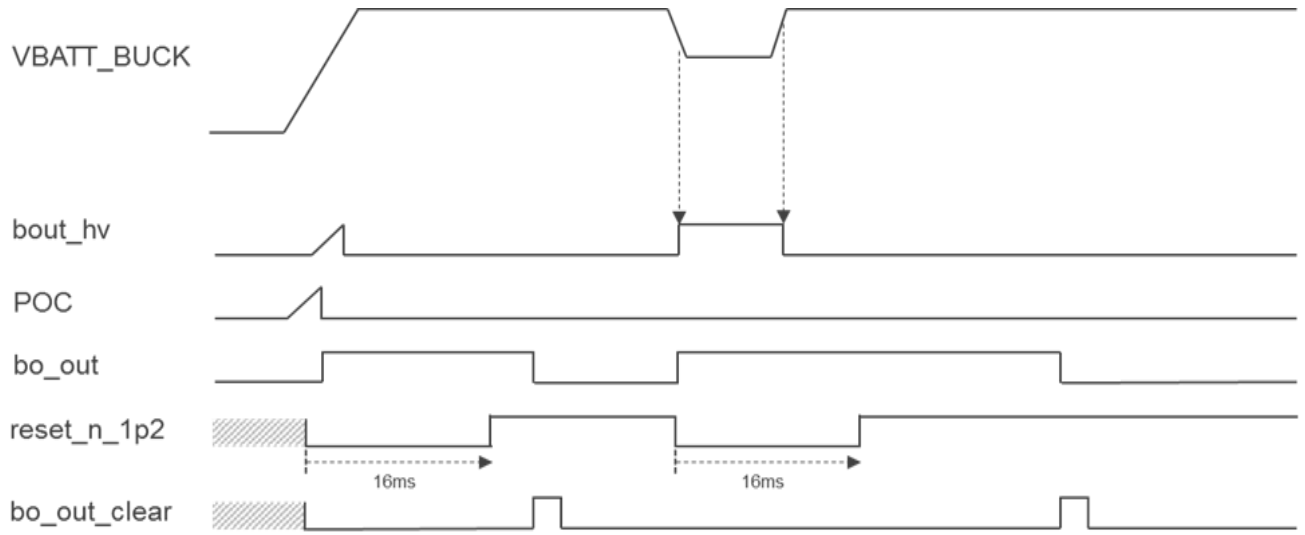 VBATT_BUCK
bout_hv
POC
bo_out
reset_n_1p2
16ms 16ms
bo_out_clear